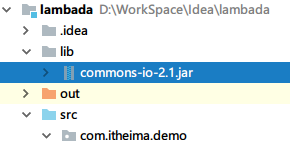 lambada D:\WorkSpace\Idea\lambada
.idea
lib
commons-io-2.1.jar
out
src
com.itheima.demo